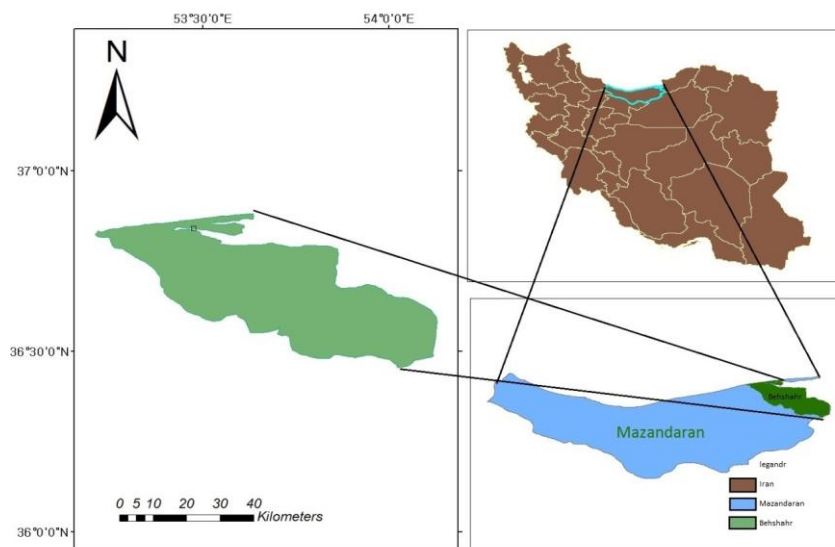 53°30'0"E
54°0'0"E
N
37°0'0"N
36°30'0"N
36°0'0"N
0 5 10 20 30 40
Kilometers
Behshahr
Mazandaran
legandr
Iran
Mazandaran
Behshahr